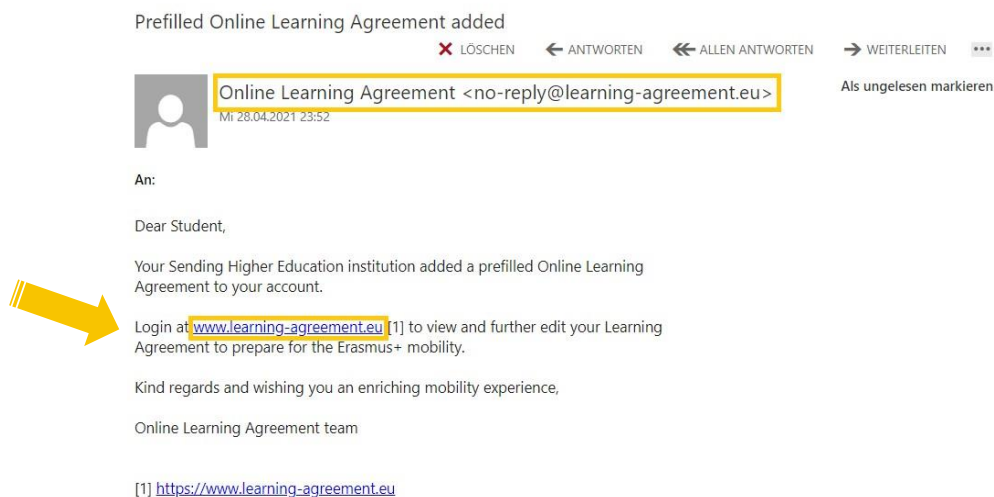 Prefilled Online Learning Agreement added
LÖSCHEN ANTWORTEN ALLEN ANTWORTEN WEITERLEITEN ...
Online Learning Agreement <no-reply@learning-agreement.eu>
Als ungelesen markieren
Mi 28.04.2021 23:52
An:
Dear Student,
Your Sending Higher Education institution added a prefilled Online Learning
Agreement to your account.
Login at www.learning-agreement.eu [1] to view and further edit your Learning
Agreement to prepare for the Erasmus+ mobility.
Kind regards and wishing you an enriching mobility experience,
Online Learning Agreement team
[1] https://www.learning-agreement.eu